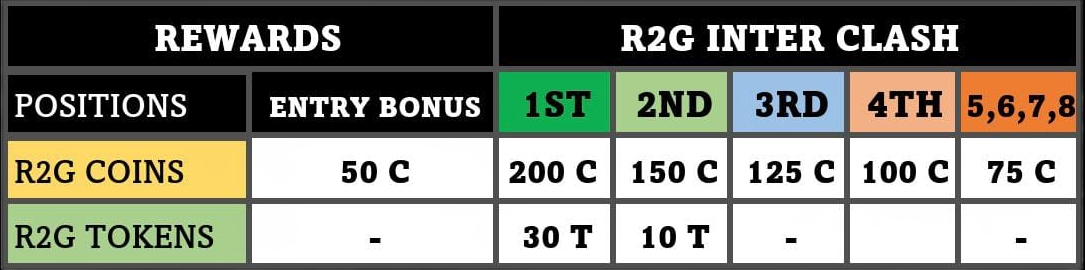 REWARDS R2G INTER CLASH
POSITIONS ENTRY BONUS 1ST 2ND 3RD 4TH 5,6,7,8
R2G COINS 50 C 200 C 150 C 125 C 100 C 75 C
R2G TOKENS - 30 T 10 T - -